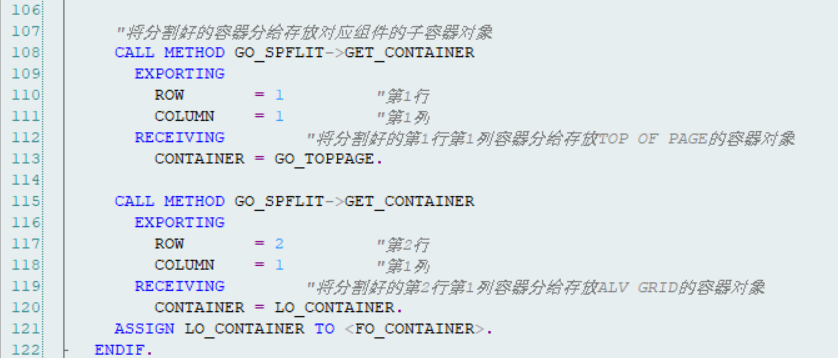 106
107 "将分割好的容器分给存放对应组件的子容器对象
108 CALL METHOD GO_SPFLIT->GET_CONTAINER
109 EXPORTING
110 ROW = 1 "第1行
111 COLUMN = 1 "第1列
112 RECEIVING "将分割好的第1行第1列容器分给存放TOP OF PAGE的容器对象
113 CONTAINER = GO_TOPPAGE.
114
115 CALL METHOD GO_SPFLIT->GET_CONTAINER
116 EXPORTING
117 ROW = 2 "第2行
118 COLUMN = 1 "第1列
119 RECEIVING "将分割好的第2行第1列容器分给存放ALV GRID的容器对象
120 CONTAINER = LO_CONTAINER.
121 ASSIGN LO_CONTAINER TO <FO_CONTAINER>.
122 ENDIF.